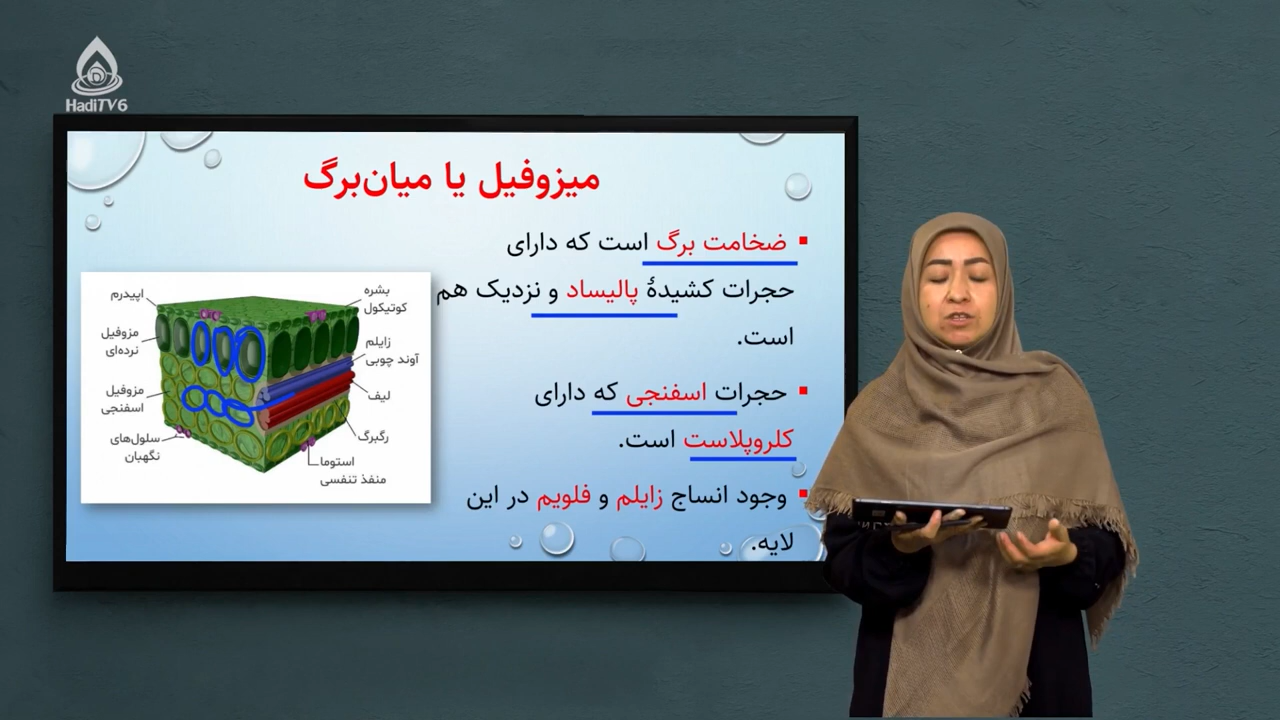 HadiTV6
میزوفیل یا میان‌برگ
ضخامت برگ است که دارای
حجرات کشیدهٔ پالیساد و نزدیک هم
است.
حجرات اسفنجی که دارای
کلروپلاست است.
وجود انساج زایلم و فلویم در این
لایه.
اپیدرم
مزوفیل
نرده‌ای
مزوفیل
اسفنجی
سلول‌های
نگهبان
بشره
کوتیکول
زایلم
آوند چوبی
لیف
رگبرگ
استوما
منفذ تنفسی